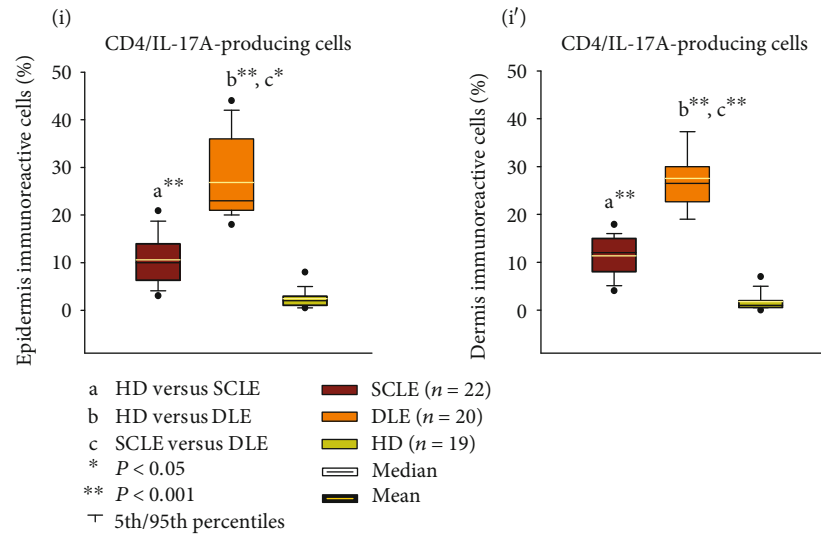 (i)
CD4/IL-17A-producing cells
Epidermis immunoreactive cells (%)
50
40
30
20
10
0
a**
b**, c*
(i′)
CD4/IL-17A-producing cells
Dermis immunoreactive cells (%)
50
40
30
20
10
0
a**
b**, c**
a HD versus SCLE
b HD versus DLE
c SCLE versus DLE
* P < 0.05
** P < 0.001
5th/95th percentiles
SCLE (n = 22)
DLE (n = 20)
HD (n = 19)
Median
Mean